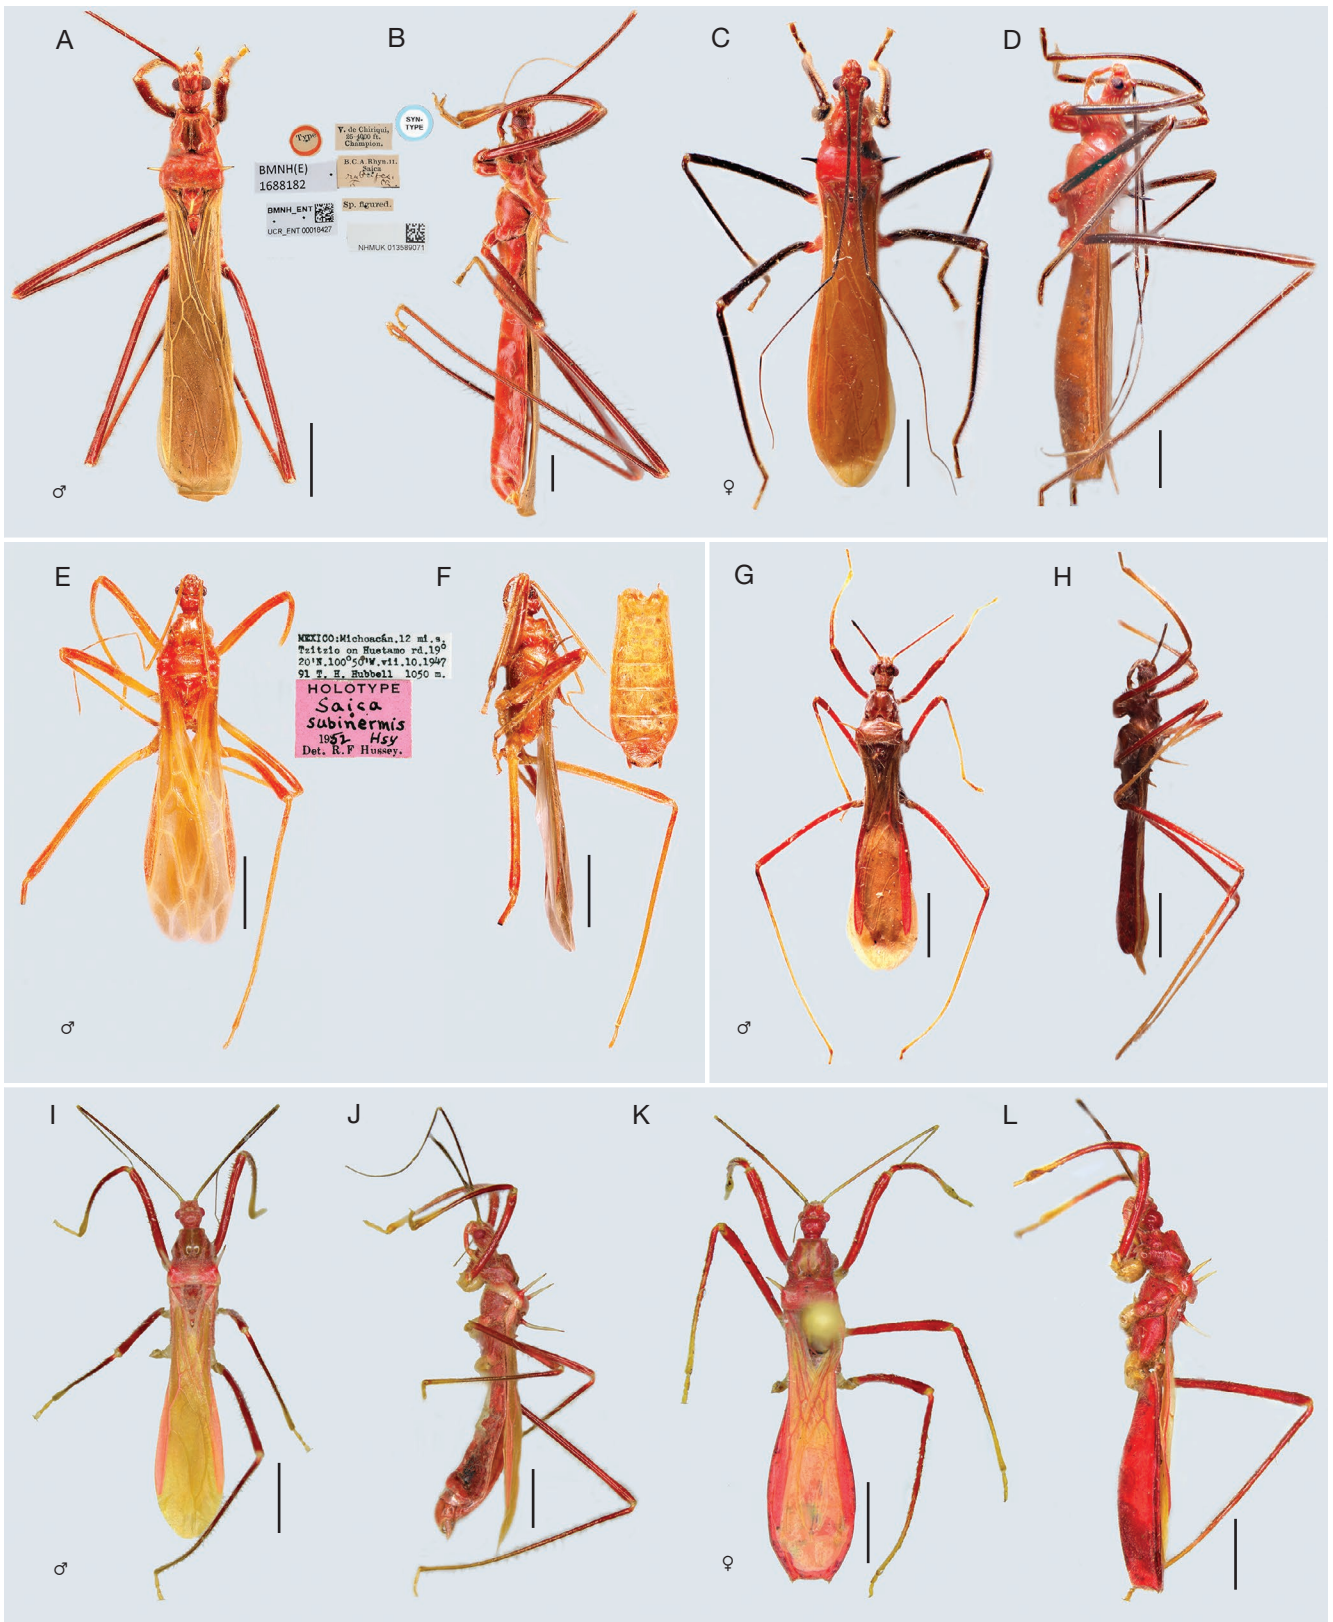 A
B
C
D
Type
SYN-
TYPE
V. de Chiriqui,
25-4000 ft.
Champion.
BMNH(E)
1688182
B.C.A. Rhyn. II.
Saica
Sp. figured.
BMNH_ENT
UCR_ENT 00018427
NHMUK 013589071
♂
♀
E
F
MEXICO:Michoacán,12 mi.s.
Tzitzio on Huetamo rd.19°
20'N.100°50'W.vii.10.1947
91 T. H. Hubbell 1050 m.
HOLOTYPE
Saica
subinermis
1952 Hsy
Det. R.F Hussey.
♂
G
H
♂
I
J
K
L
♂
♀